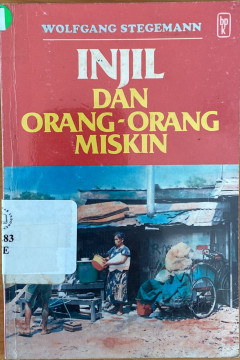 WOLFGANG STEGEMANN
bpk
INJIL
DAN
ORANG-ORANG
MISKIN
.83
E